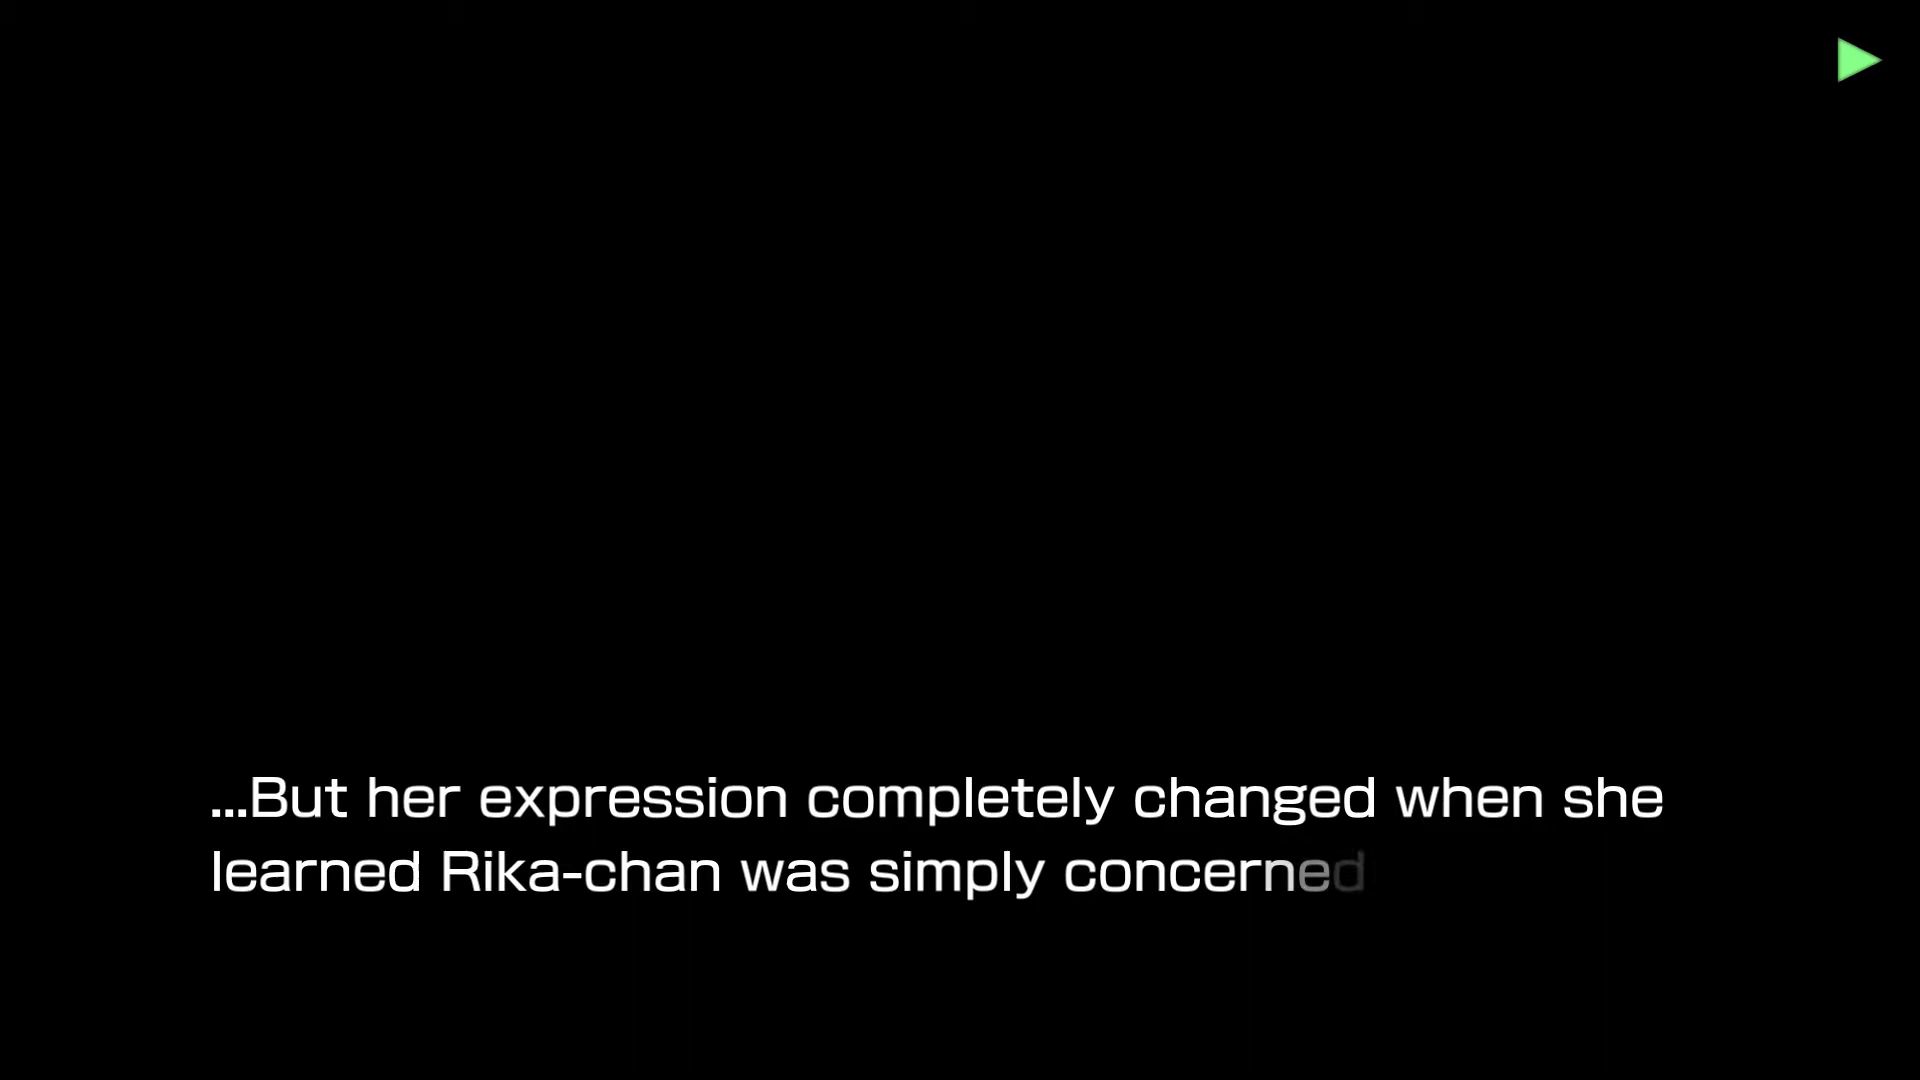 ...But her expression completely changed when she
learned Rika-chan was simply concerned